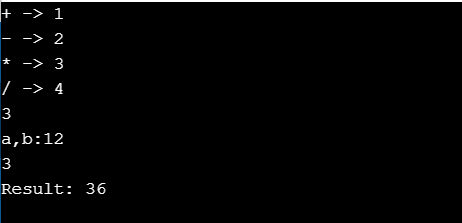 + -> 1
- -> 2
* -> 3
/ -> 4
3
a,b:12
3
Result: 36